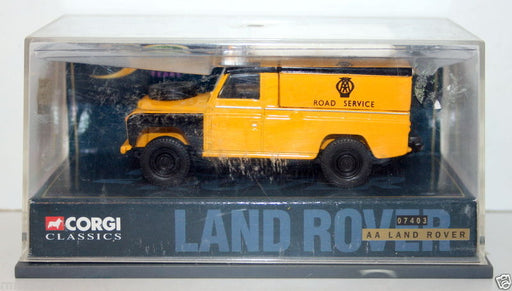 AA
ROAD SERVICE
CORGI
CLASSICS
LAND ROVER
07403
AA LAND ROVER